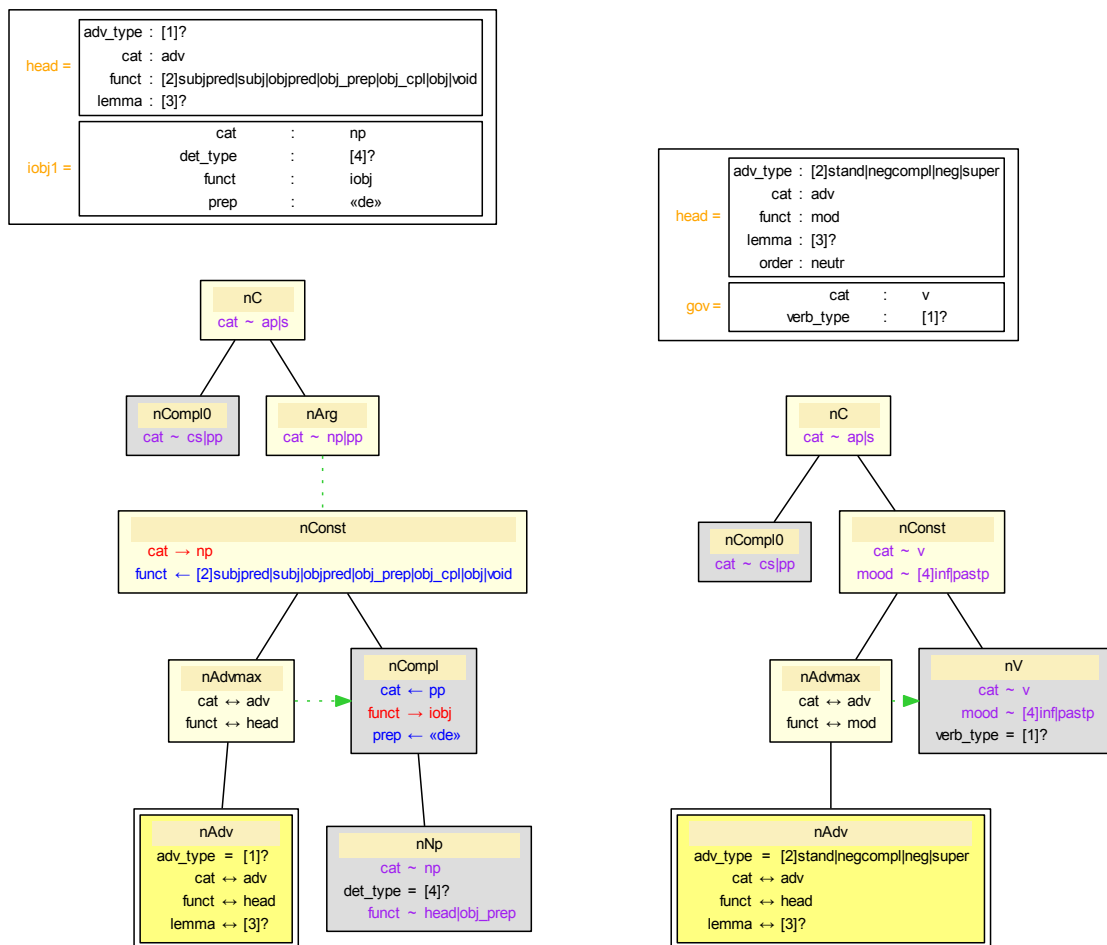 head =
adv_type : [1]?
cat : adv
funct : [2]subjpred|subj|objpred|obj_prep|obj_cpl|obj|void
lemma : [3]?
iobj1 =
cat : np
det_type : [4]?
funct : iobj
prep : «de»
nC
cat ~ ap|s
nCompl0
cat ~ cs|pp
nArg
cat ~ np|pp
nConst
cat → np
funct ← [2]subjpred|subj|objpred|obj_prep|obj_cpl|obj|void
nAdvmax
cat ↔ adv
funct ↔ head
nCompl
cat ← pp
funct → iobj
prep ← «de»
nAdv
adv_type = [1]?
cat ↔ adv
funct ↔ head
lemma ↔ [3]?
nNp
cat ~ np
det_type = [4]?
funct ~ head|obj_prep
head =
adv_type : [2]stand|negcompl|neg|super
cat : adv
funct : mod
lemma : [3]?
order : neutr
gov =
cat : v
verb_type : [1]?
nC
cat ~ ap|s
nCompl0
cat ~ cs|pp
nConst
cat ~ v
mood ~ [4]inf|pastp
nAdvmax
cat ↔ adv
funct ↔ mod
nV
cat ~ v
mood ~ [4]inf|pastp
verb_type = [1]?
nAdv
adv_type = [2]stand|negcompl|neg|super
cat ↔ adv
funct ↔ head
lemma ↔ [3]?